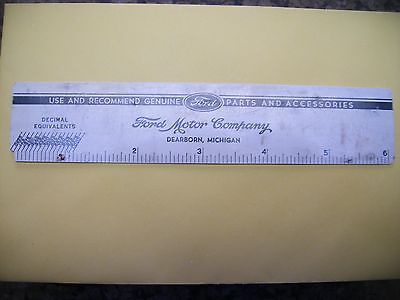 USE AND RECOMMEND GENUINE Ford PARTS AND ACCESSORIES
DECIMAL
EQUIVALENTS
Ford Motor Company
DEARBORN, MICHIGAN
2 3 4 5 6